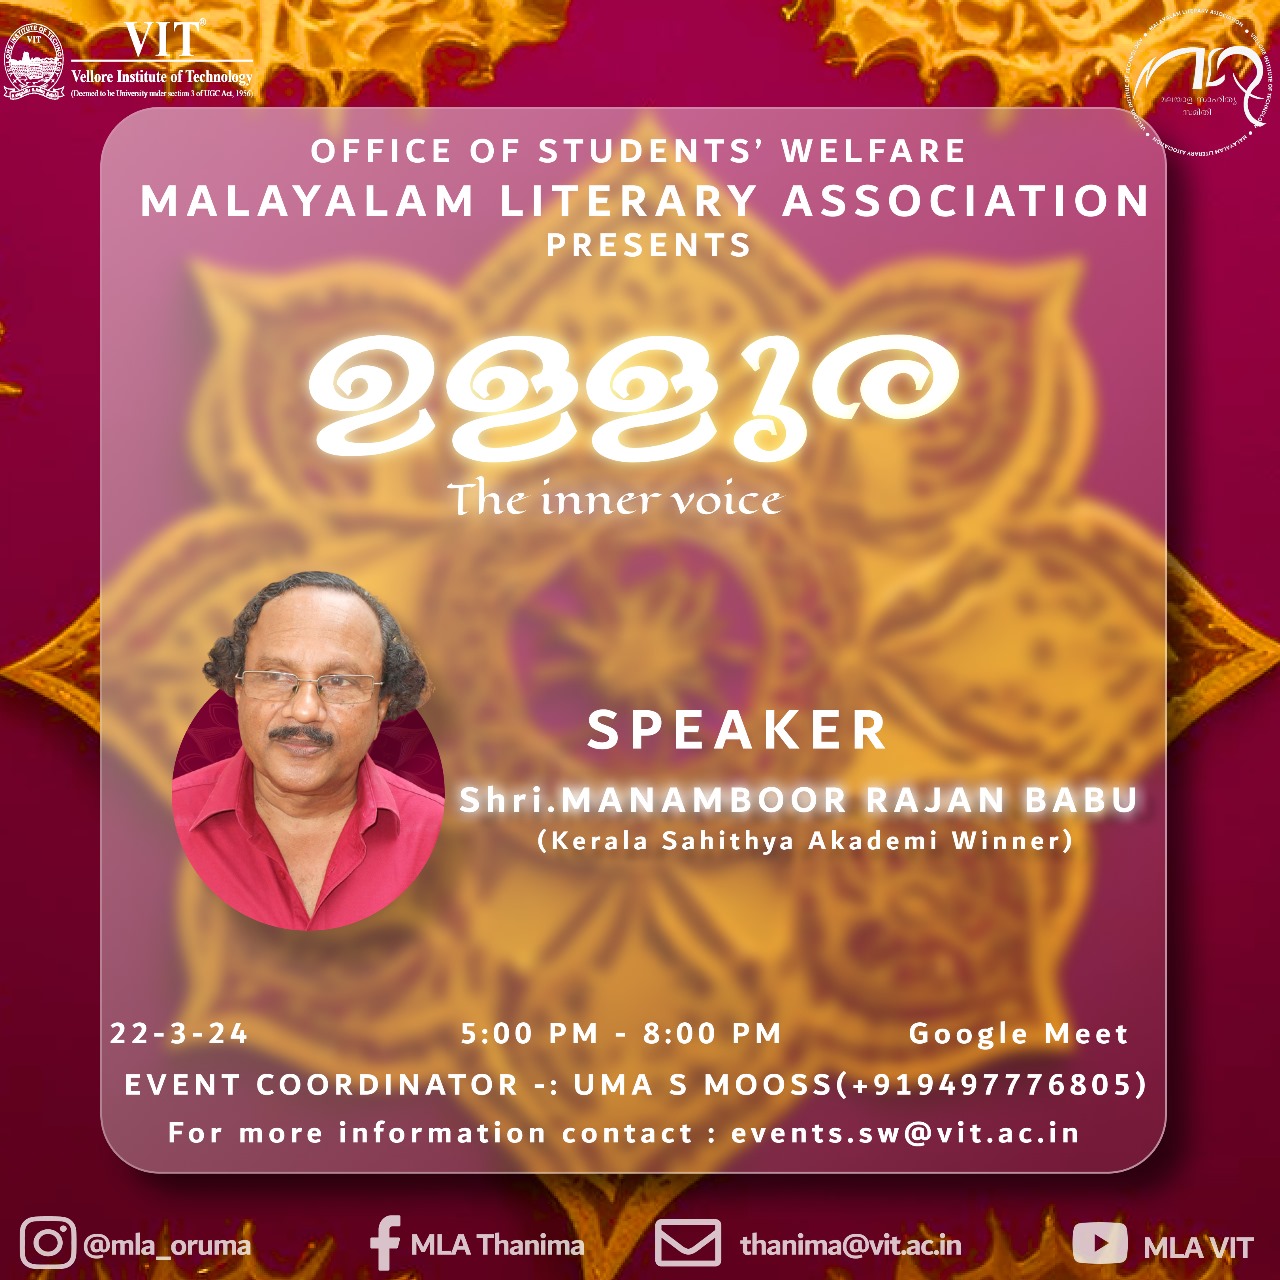 VIT®
Vellore Institute of Technology
(Deemed to be University under section 3 of UGC Act, 1956)
VIT
മലയാള സാഹിത്യ
സമിതി
OFFICE OF STUDENTS’ WELFARE
MALAYALAM LITERARY ASSOCIATION
PRESENTS
ഉള്ളുര
The inner voice
SPEAKER
Shri.MANAMBOOR RAJAN BABU
(Kerala Sahithya Akademi Winner)
22-3-24 5:00 PM - 8:00 PM Google Meet
EVENT COORDINATOR -: UMA S MOOSS(+919497776805)
For more information contact : events.sw@vit.ac.in
@mla_oruma MLA Thanima thanima@vit.ac.in MLA VIT